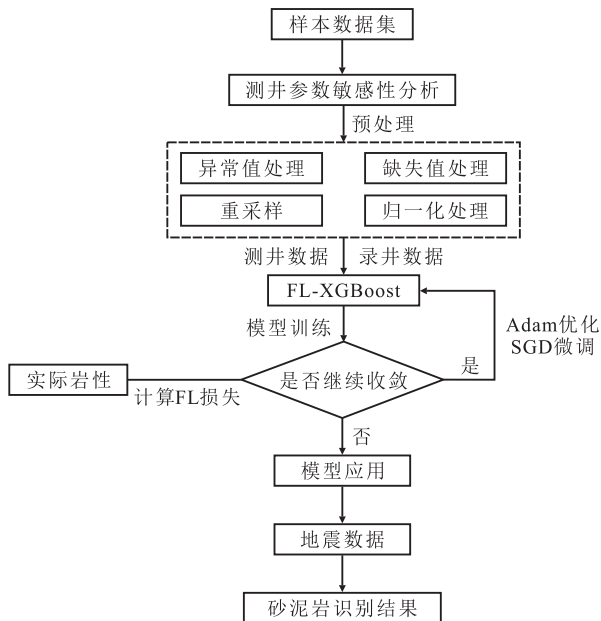 样本数据集
测井参数敏感性分析
预处理
异常值处理
缺失值处理
重采样
归一化处理
测井数据 录井数据
FL-XGBoost
模型训练
Adam优化
SGD微调
实际岩性
计算FL损失
是否继续收敛
是
否
模型应用
地震数据
砂泥岩识别结果